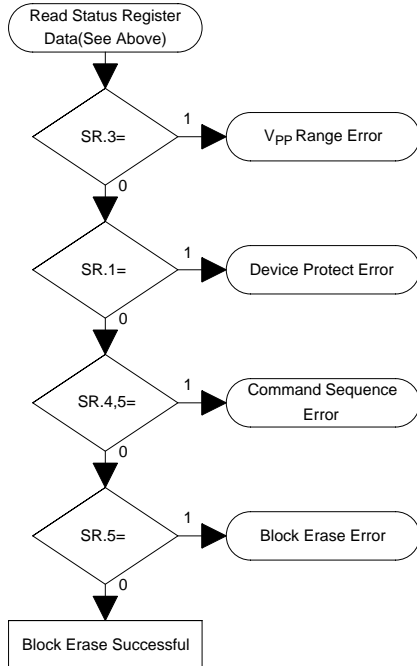 Read Status Register
Data(See Above)
SR.3=
1
VPP Range Error
0
SR.1=
1
Device Protect Error
0
SR.4,5=
1
Command Sequence
Error
0
SR.5=
1
Block Erase Error
0
Block Erase Successful